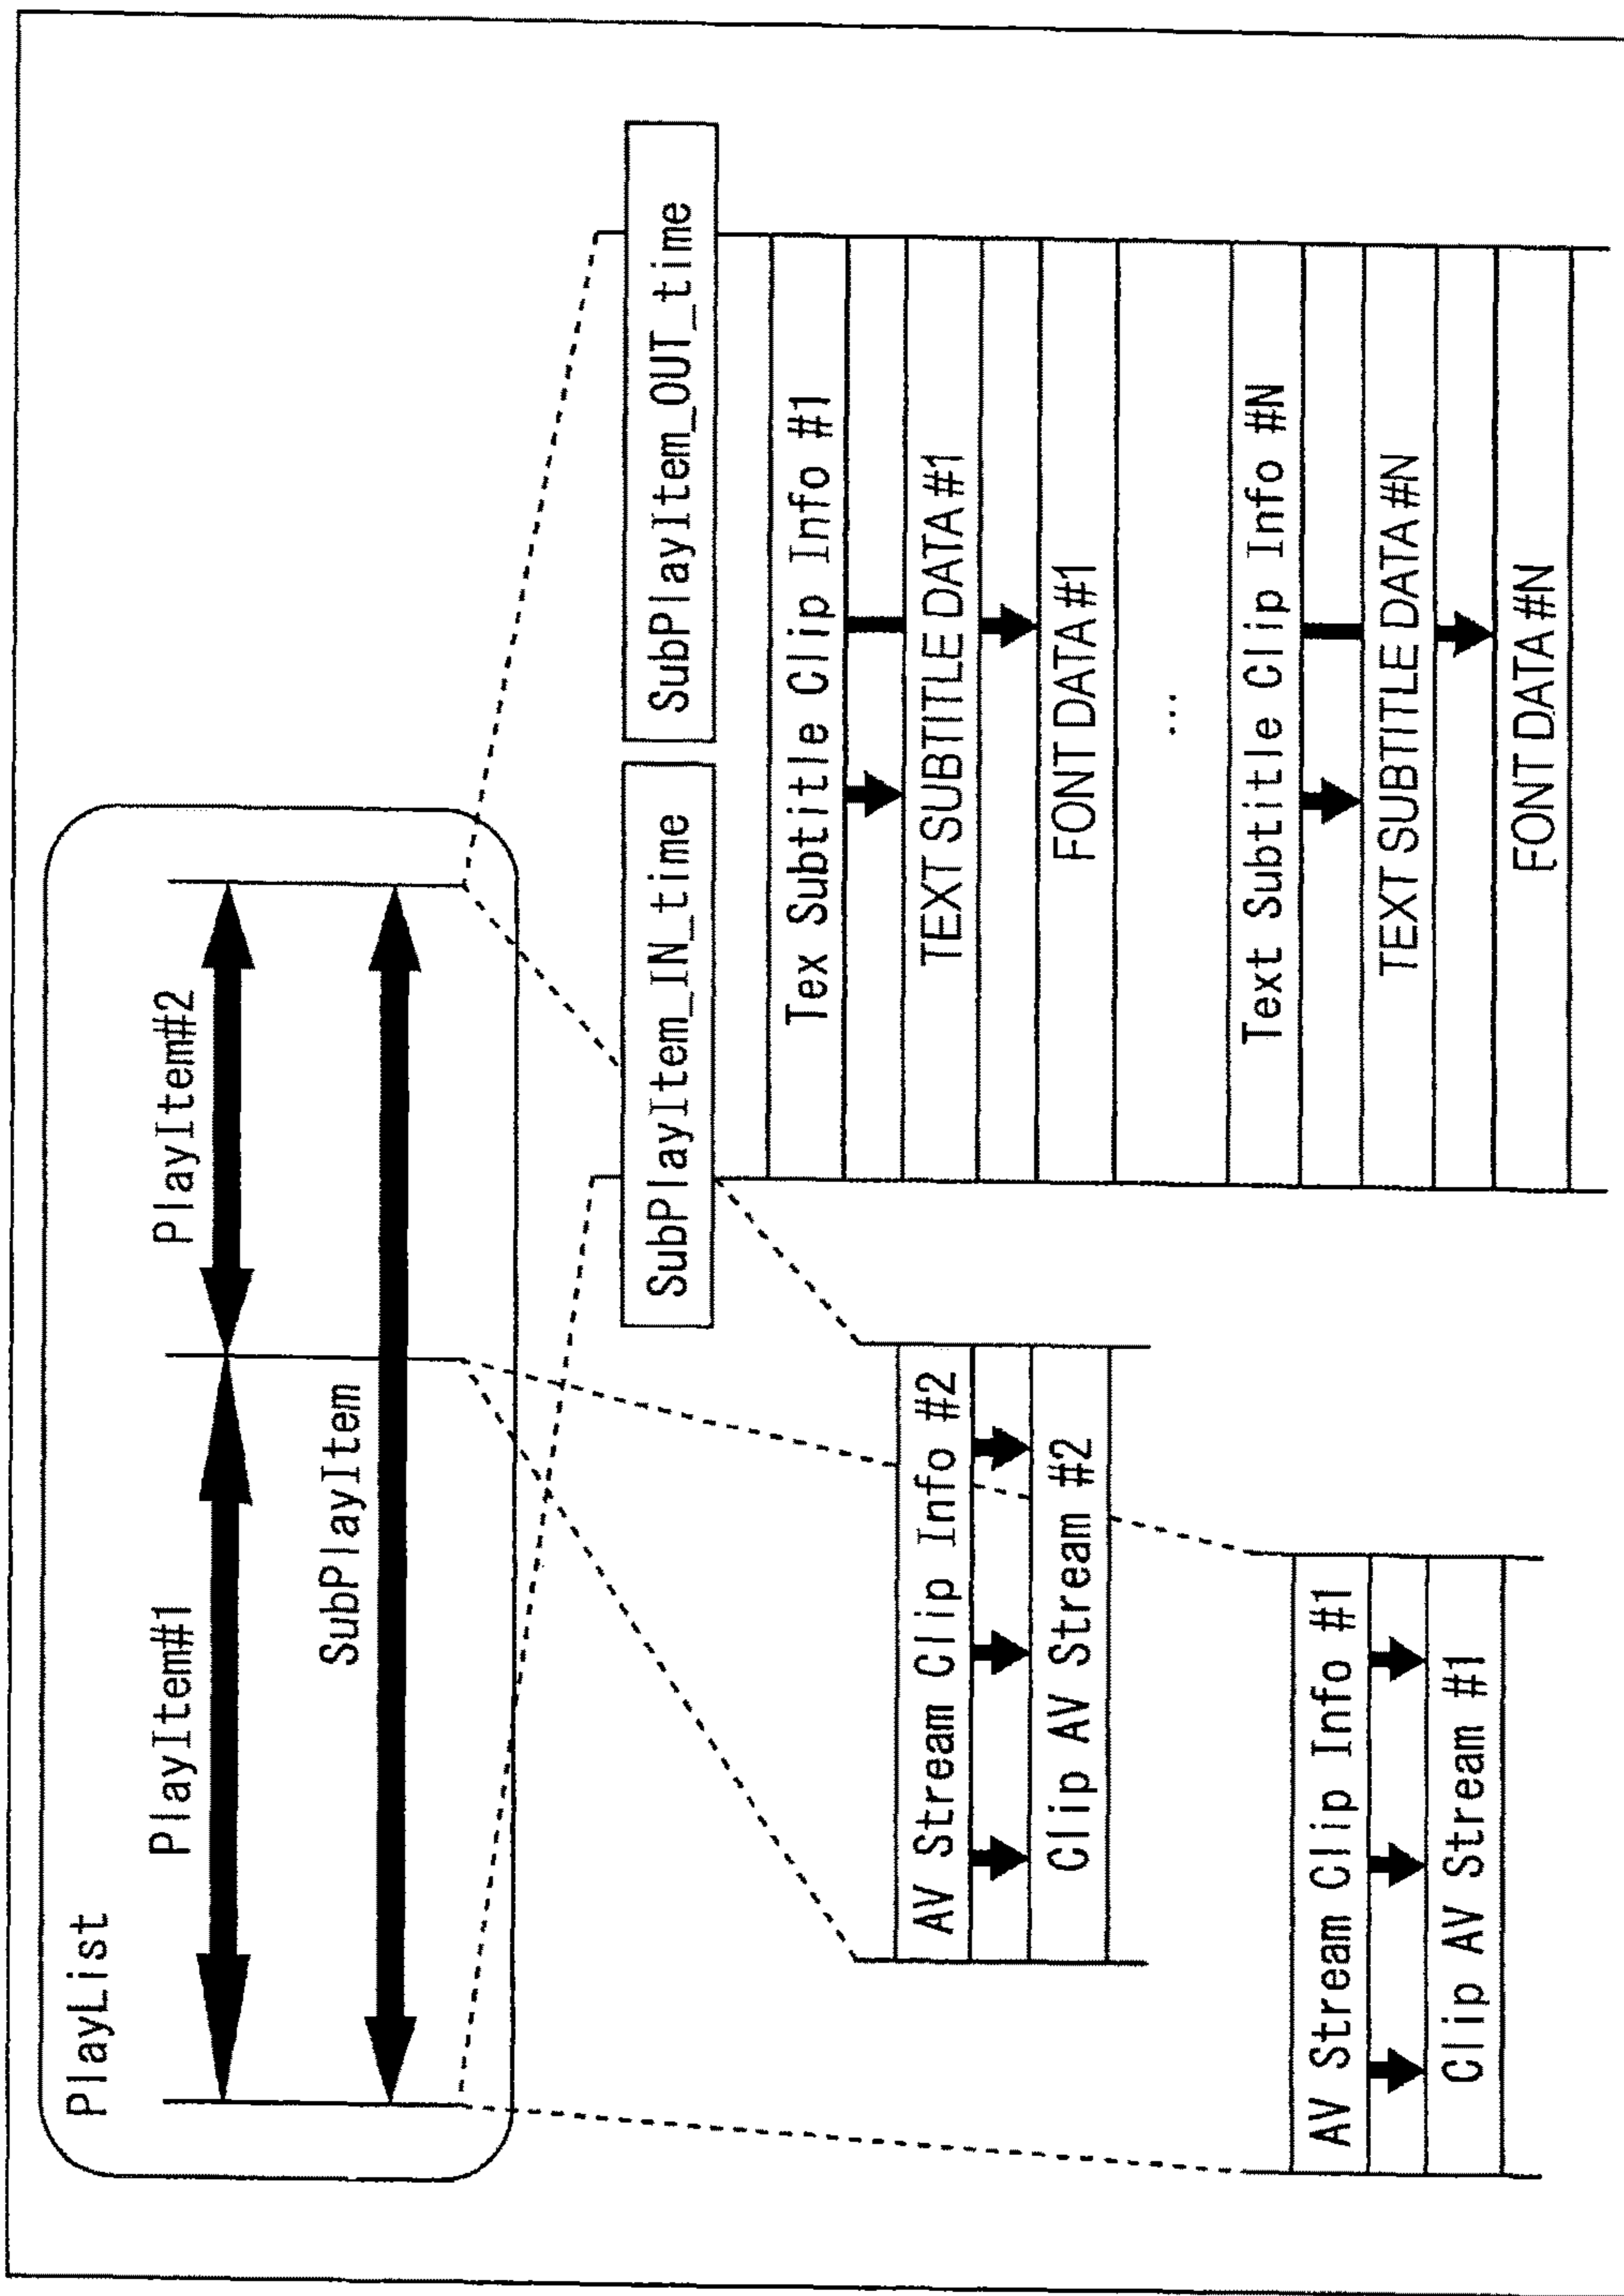 PlayList
PlayItem#1
PlayItem#2
SubPlayItem
SubPlayItem_IN_time
SubPlayItem_OUT_time
Tex Subtitle Clip Info #1
TEXT SUBTITLE DATA #1
FONT DATA #1
...
Text Subtitle Clip Info #N
TEXT SUBTITLE DATA #N
FONT DATA #N
AV Stream Clip Info #2
Clip AV Stream #2
AV Stream Clip Info #1
Clip AV Stream #1